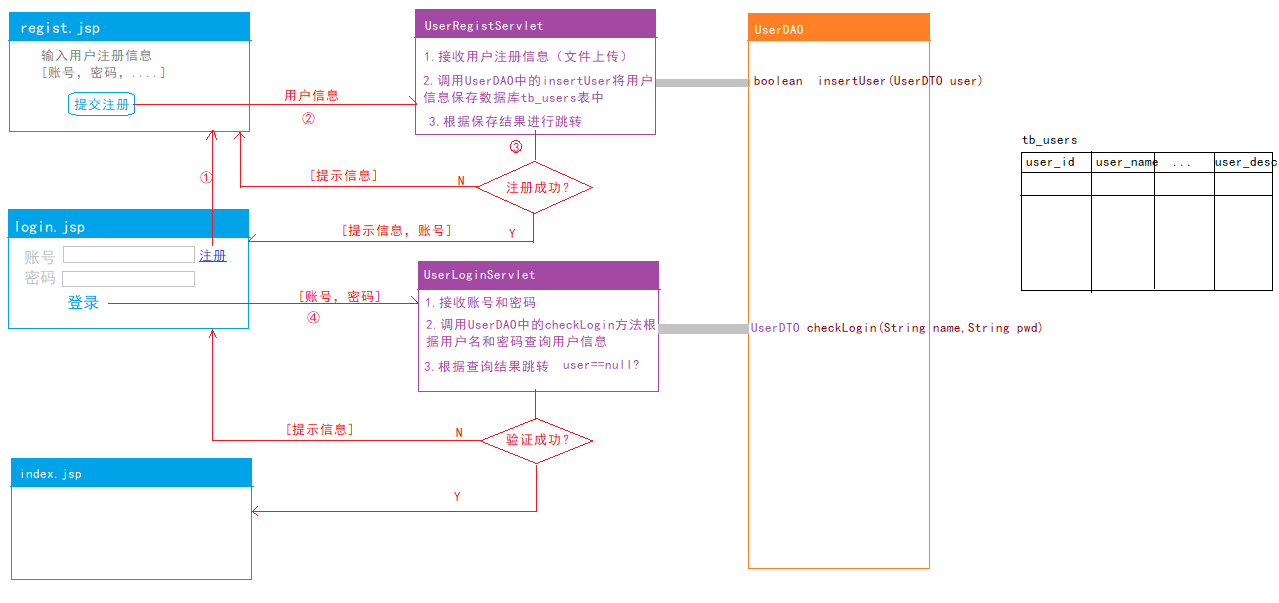 regist.jsp
输入用户注册信息
[账号，密码，....]
提交注册
用户信息
②
UserRegistServlet
1.接收用户注册信息（文件上传）
2.调用UserDAO中的insertUser将用户
信息保存数据库tb_users表中
3.根据保存结果进行跳转
③
注册成功?
N
[提示信息]
Y
[提示信息，账号]
①
login.jsp
账号
注册
密码
登录
[账号，密码]
④
UserLoginServlet
1.接收账号和密码
2.调用UserDAO中的checkLogin方法根
据用户名和密码查询用户信息
3.根据查询结果跳转 user==null?
验证成功?
N
[提示信息]
Y
index.jsp
UserDAO
boolean insertUser(UserDTO user)
UserDTO checkLogin(String name,String pwd)
tb_users
user_id user_name ... user_desc